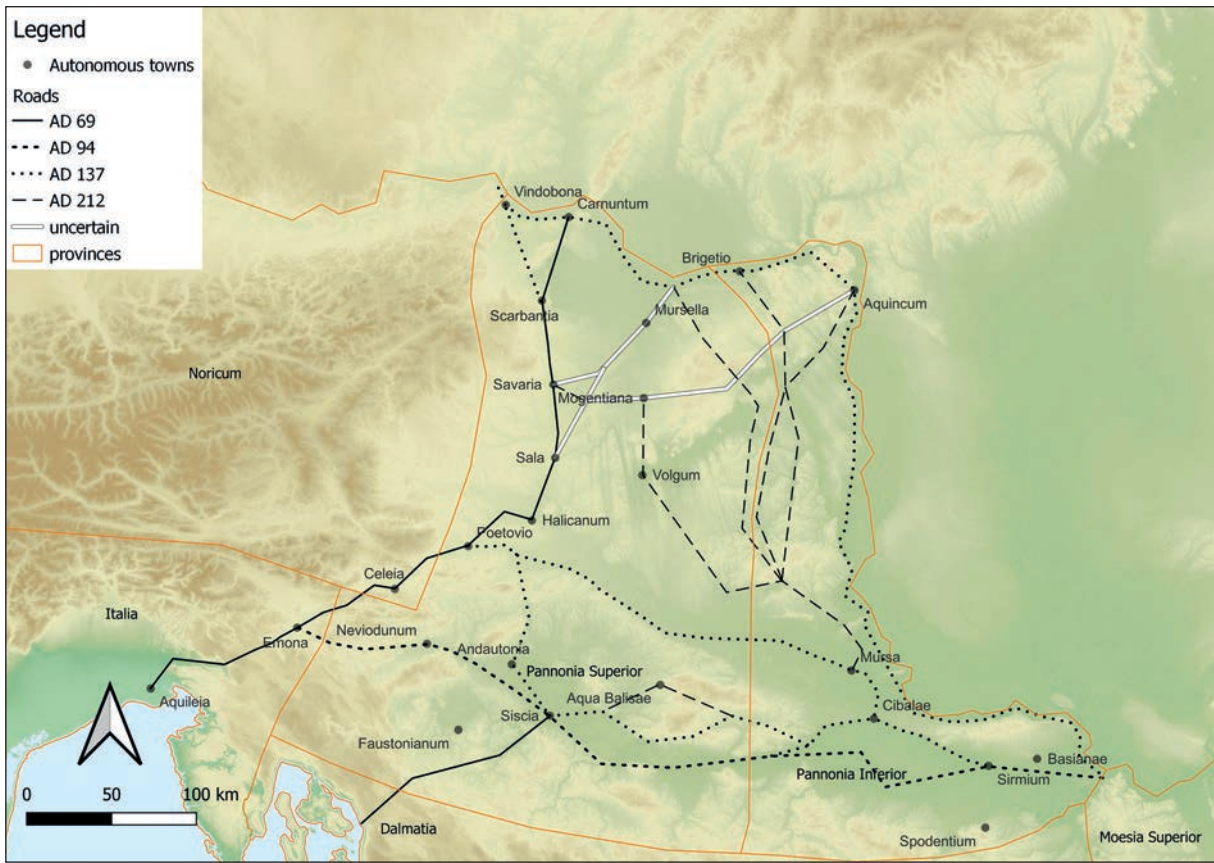 Legend
Autonomous towns
Roads
AD 69
AD 94
AD 137
AD 212
uncertain
provinces
Vindobona
Carnuntum
Brigetio
Aquincum
Scarbantia
Mursella
Noricum
Savaria
Mogentiana
Sala
Volgum
Halicanum
Poetovio
Celeia
Italia
Emona
Neviodunum
Andautonia
Mursa
Pannonia Superior
Aquileia
Aqua Balisae
Siscia
Cibalae
Faustonianum
Basianae
Pannonia Inferior
Sirmium
0 50 100 km
Dalmatia
Spodentium
Moesia Superior